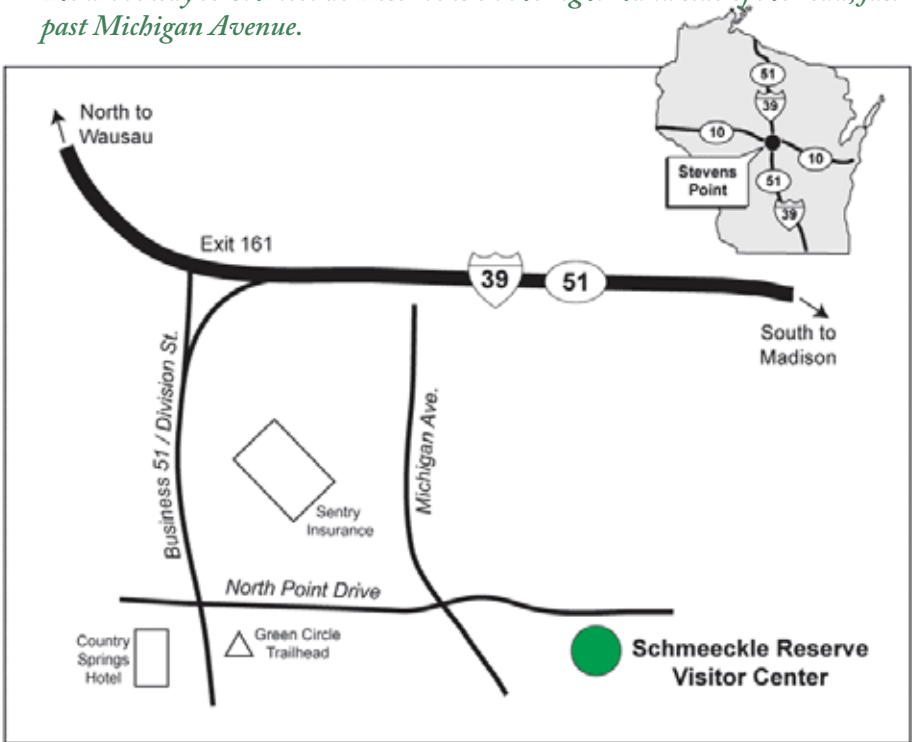 past Michigan Avenue.
North to
Wausau
51
39
10
10
Stevens
Point
51
39
Exit 161
39
51
South to
Madison
Business 51 / Division St.
Michigan Ave.
Sentry
Insurance
North Point Drive
Country
Springs
Hotel
Green Circle
Trailhead
Schmeeckle Reserve
Visitor Center